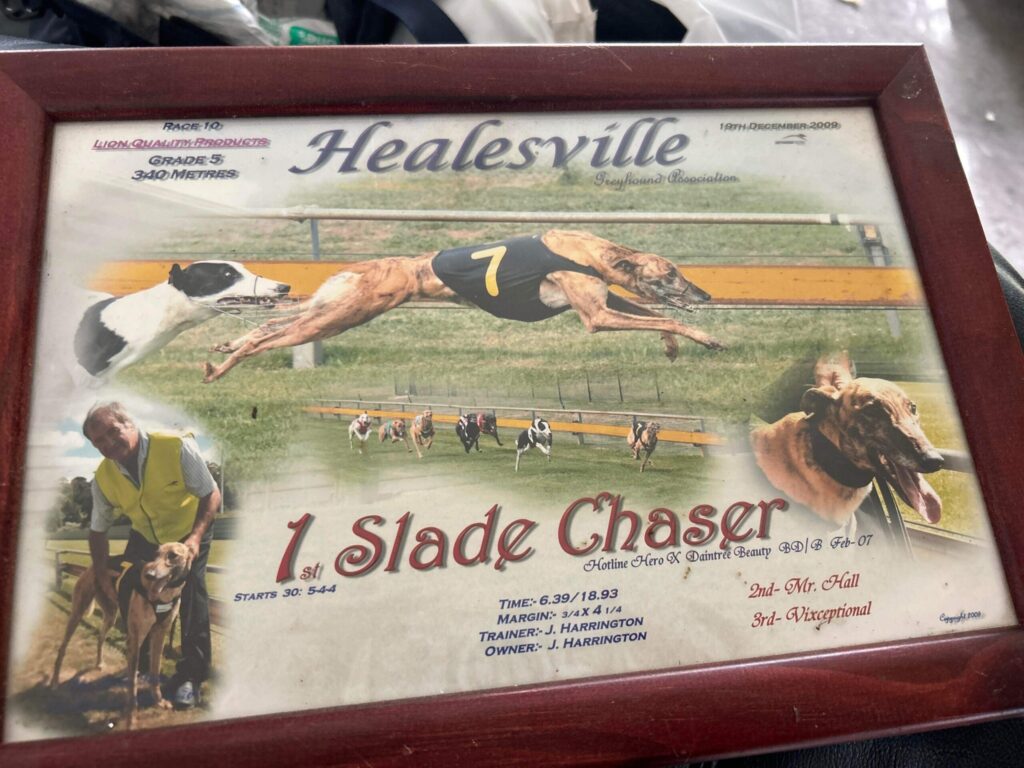 RACE 10
LION QUALITY PRODUCTS
GRADE 5
340 METRES
Healesville
Greyhound Association
19TH DECEMBER 2009
7
1st Slade Chaser
Hotline Hero X Daintree Beauty BD/B Feb-07
STARTS 30: 5-4-4
TIME:- 6.39/18.93
MARGIN:- 3/4 X 4 1/4
TRAINER:- J. HARRINGTON
OWNER:- J. HARRINGTON
2nd- Mr. Hall
3rd- Vixceptional
Copyright 2009